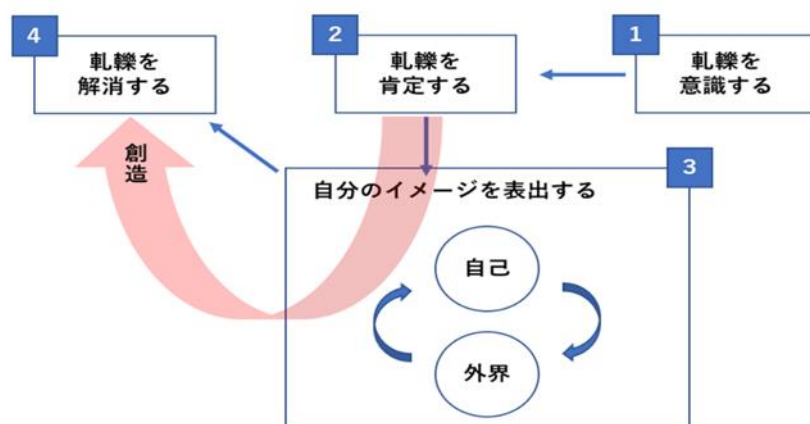 4
軋轢を
解消する
2
軋轢を
肯定する
1
軋轢を
意識する
創造
3
自分のイメージを表出する
自己
外界